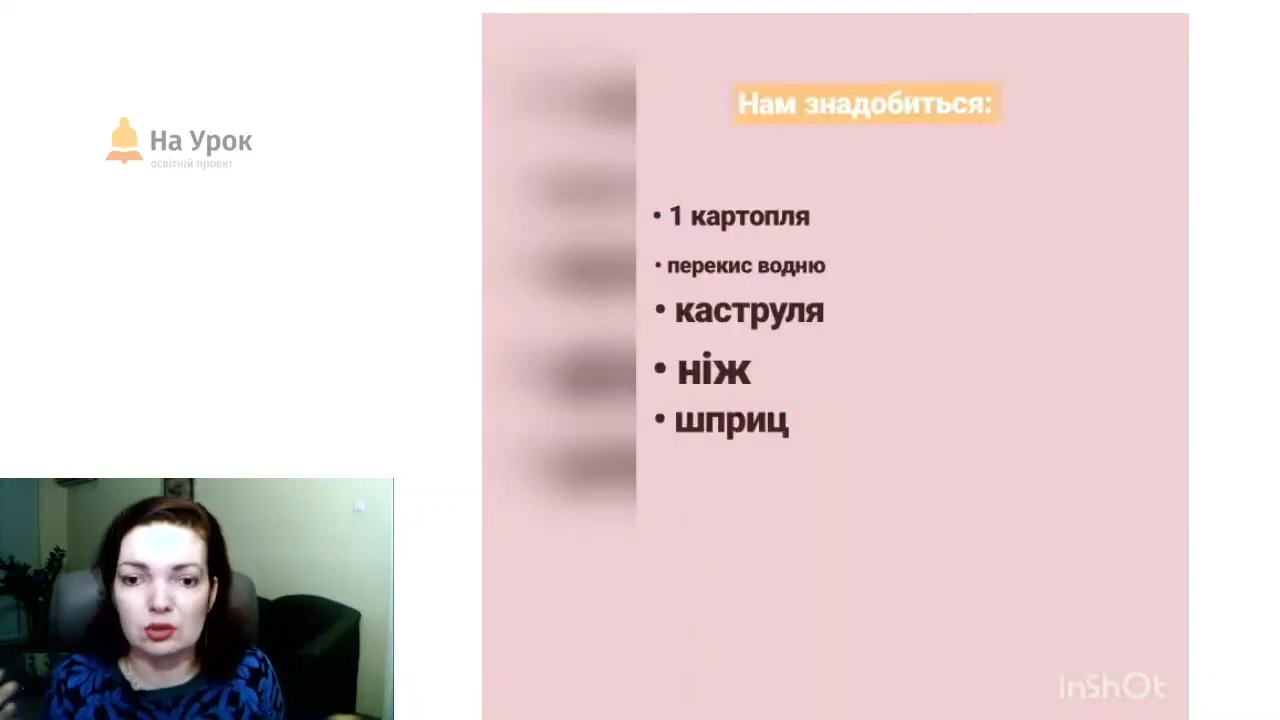 На Урок
освітній проект
Нам знадобиться:
• 1 картопля
• перекис водню
• каструля
• ніж
• шприц
InShOt